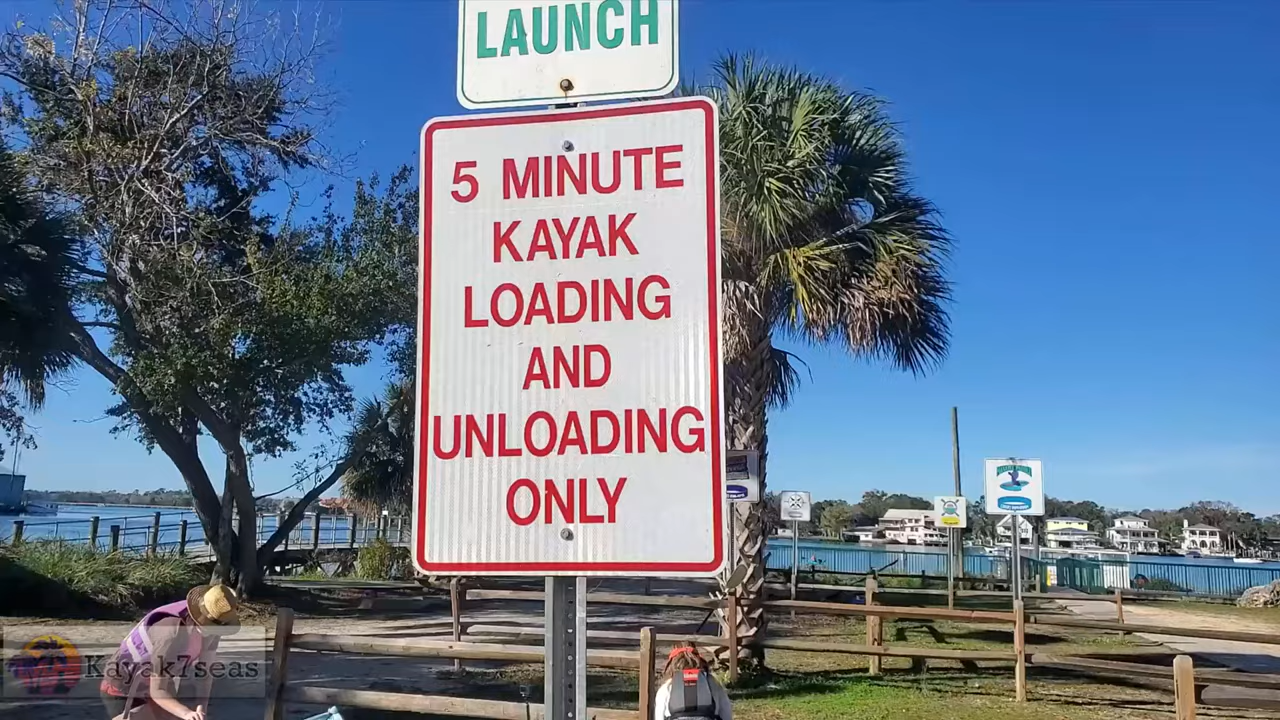 LAUNCH
5 MINUTE
KAYAK
LOADING
AND
UNLOADING
ONLY
Kayak7seas